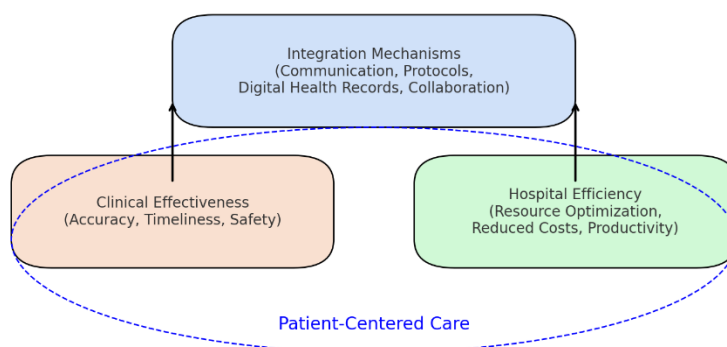 Integration Mechanisms
(Communication, Protocols,
Digital Health Records, Collaboration)
Clinical Effectiveness
(Accuracy, Timeliness, Safety)
Hospital Efficiency
(Resource Optimization,
Reduced Costs, Productivity)
Patient-Centered Care